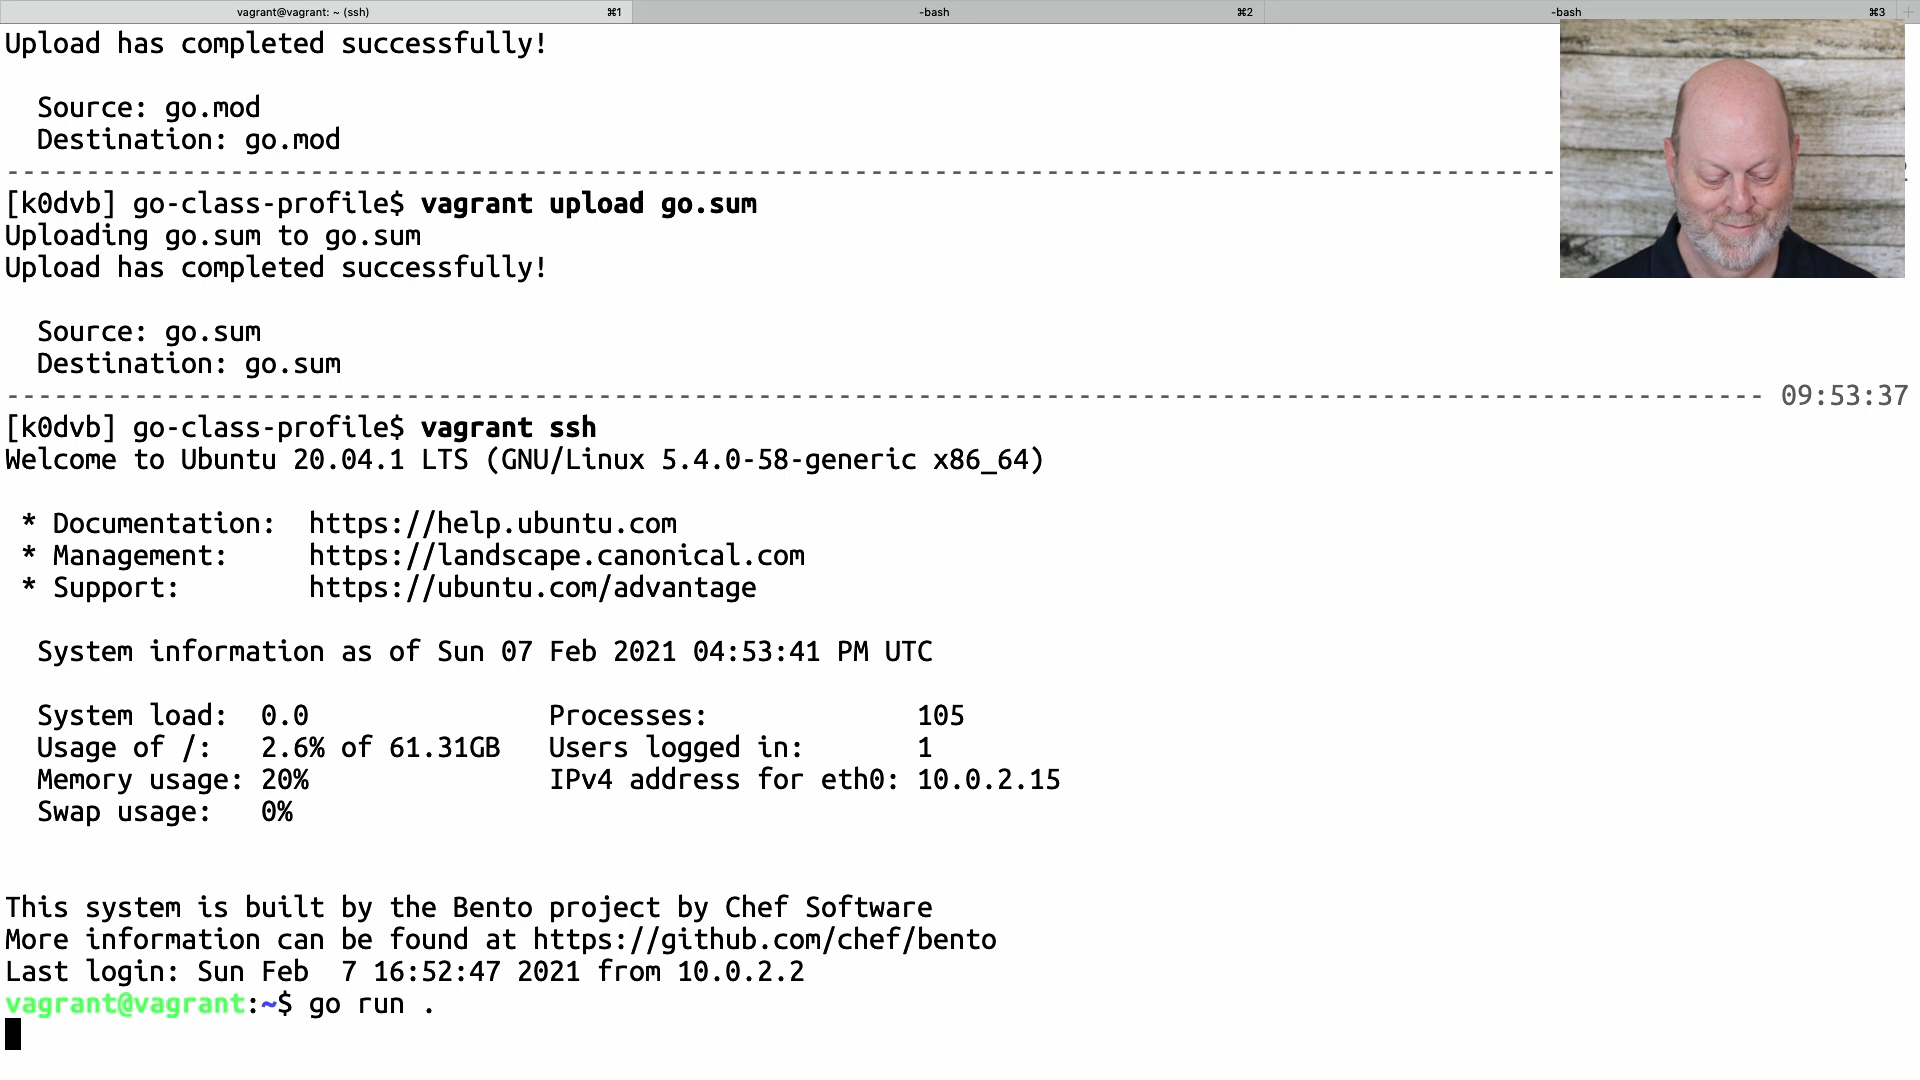 vagrant@vagrant: ~ (ssh) ⌘1 -bash ⌘2 -bash ⌘3
Upload has completed successfully!
Source: go.mod
Destination: go.mod
[k0dvb] go-class-profile$ vagrant upload go.sum
Uploading go.sum to go.sum
Upload has completed successfully!
Source: go.sum
Destination: go.sum
09:53:37
[k0dvb] go-class-profile$ vagrant ssh
Welcome to Ubuntu 20.04.1 LTS (GNU/Linux 5.4.0-58-generic x86_64)
* Documentation: https://help.ubuntu.com
* Management: https://landscape.canonical.com
* Support: https://ubuntu.com/advantage
System information as of Sun 07 Feb 2021 04:53:41 PM UTC
System load: 0.0 Processes: 105
Usage of /: 2.6% of 61.31GB Users logged in: 1
Memory usage: 20% IPv4 address for eth0: 10.0.2.15
Swap usage: 0%
This system is built by the Bento project by Chef Software
More information can be found at https://github.com/chef/bento
Last login: Sun Feb 7 16:52:47 2021 from 10.0.2.2
vagrant@vagrant:~$ go run .